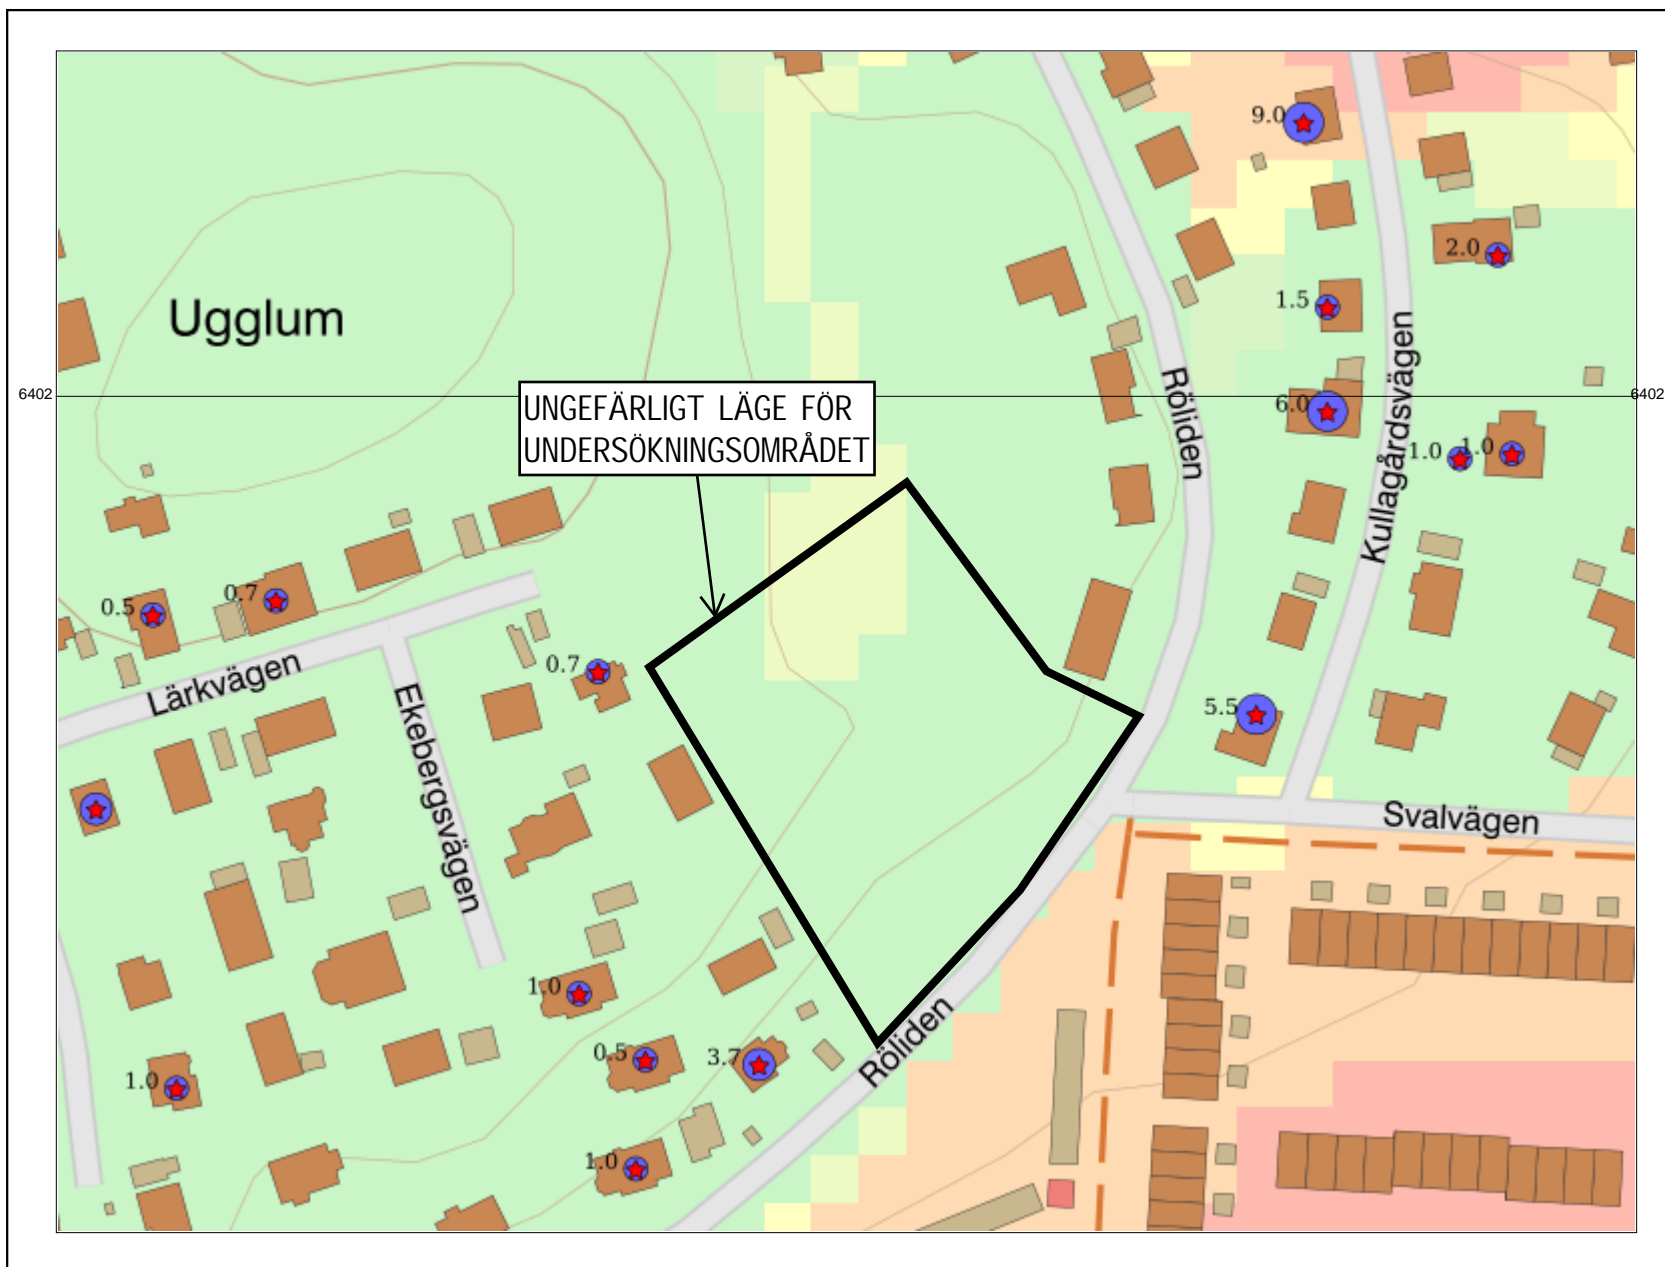 9.0
2.0
1.5
Ugglum
6402
6402
UNGEFÄRLIGT LÄGE FÖR
UNDERSÖKNINGSOMRÅDET
Röliden
Kullagårdsvägen
6.0
1.0
1.0
0.5
0.7
0.7
Lärkvägen
Ekebergsvägen
5.5
Svalvägen
1.0
0.5
3.7
Röliden
1.0
1.0